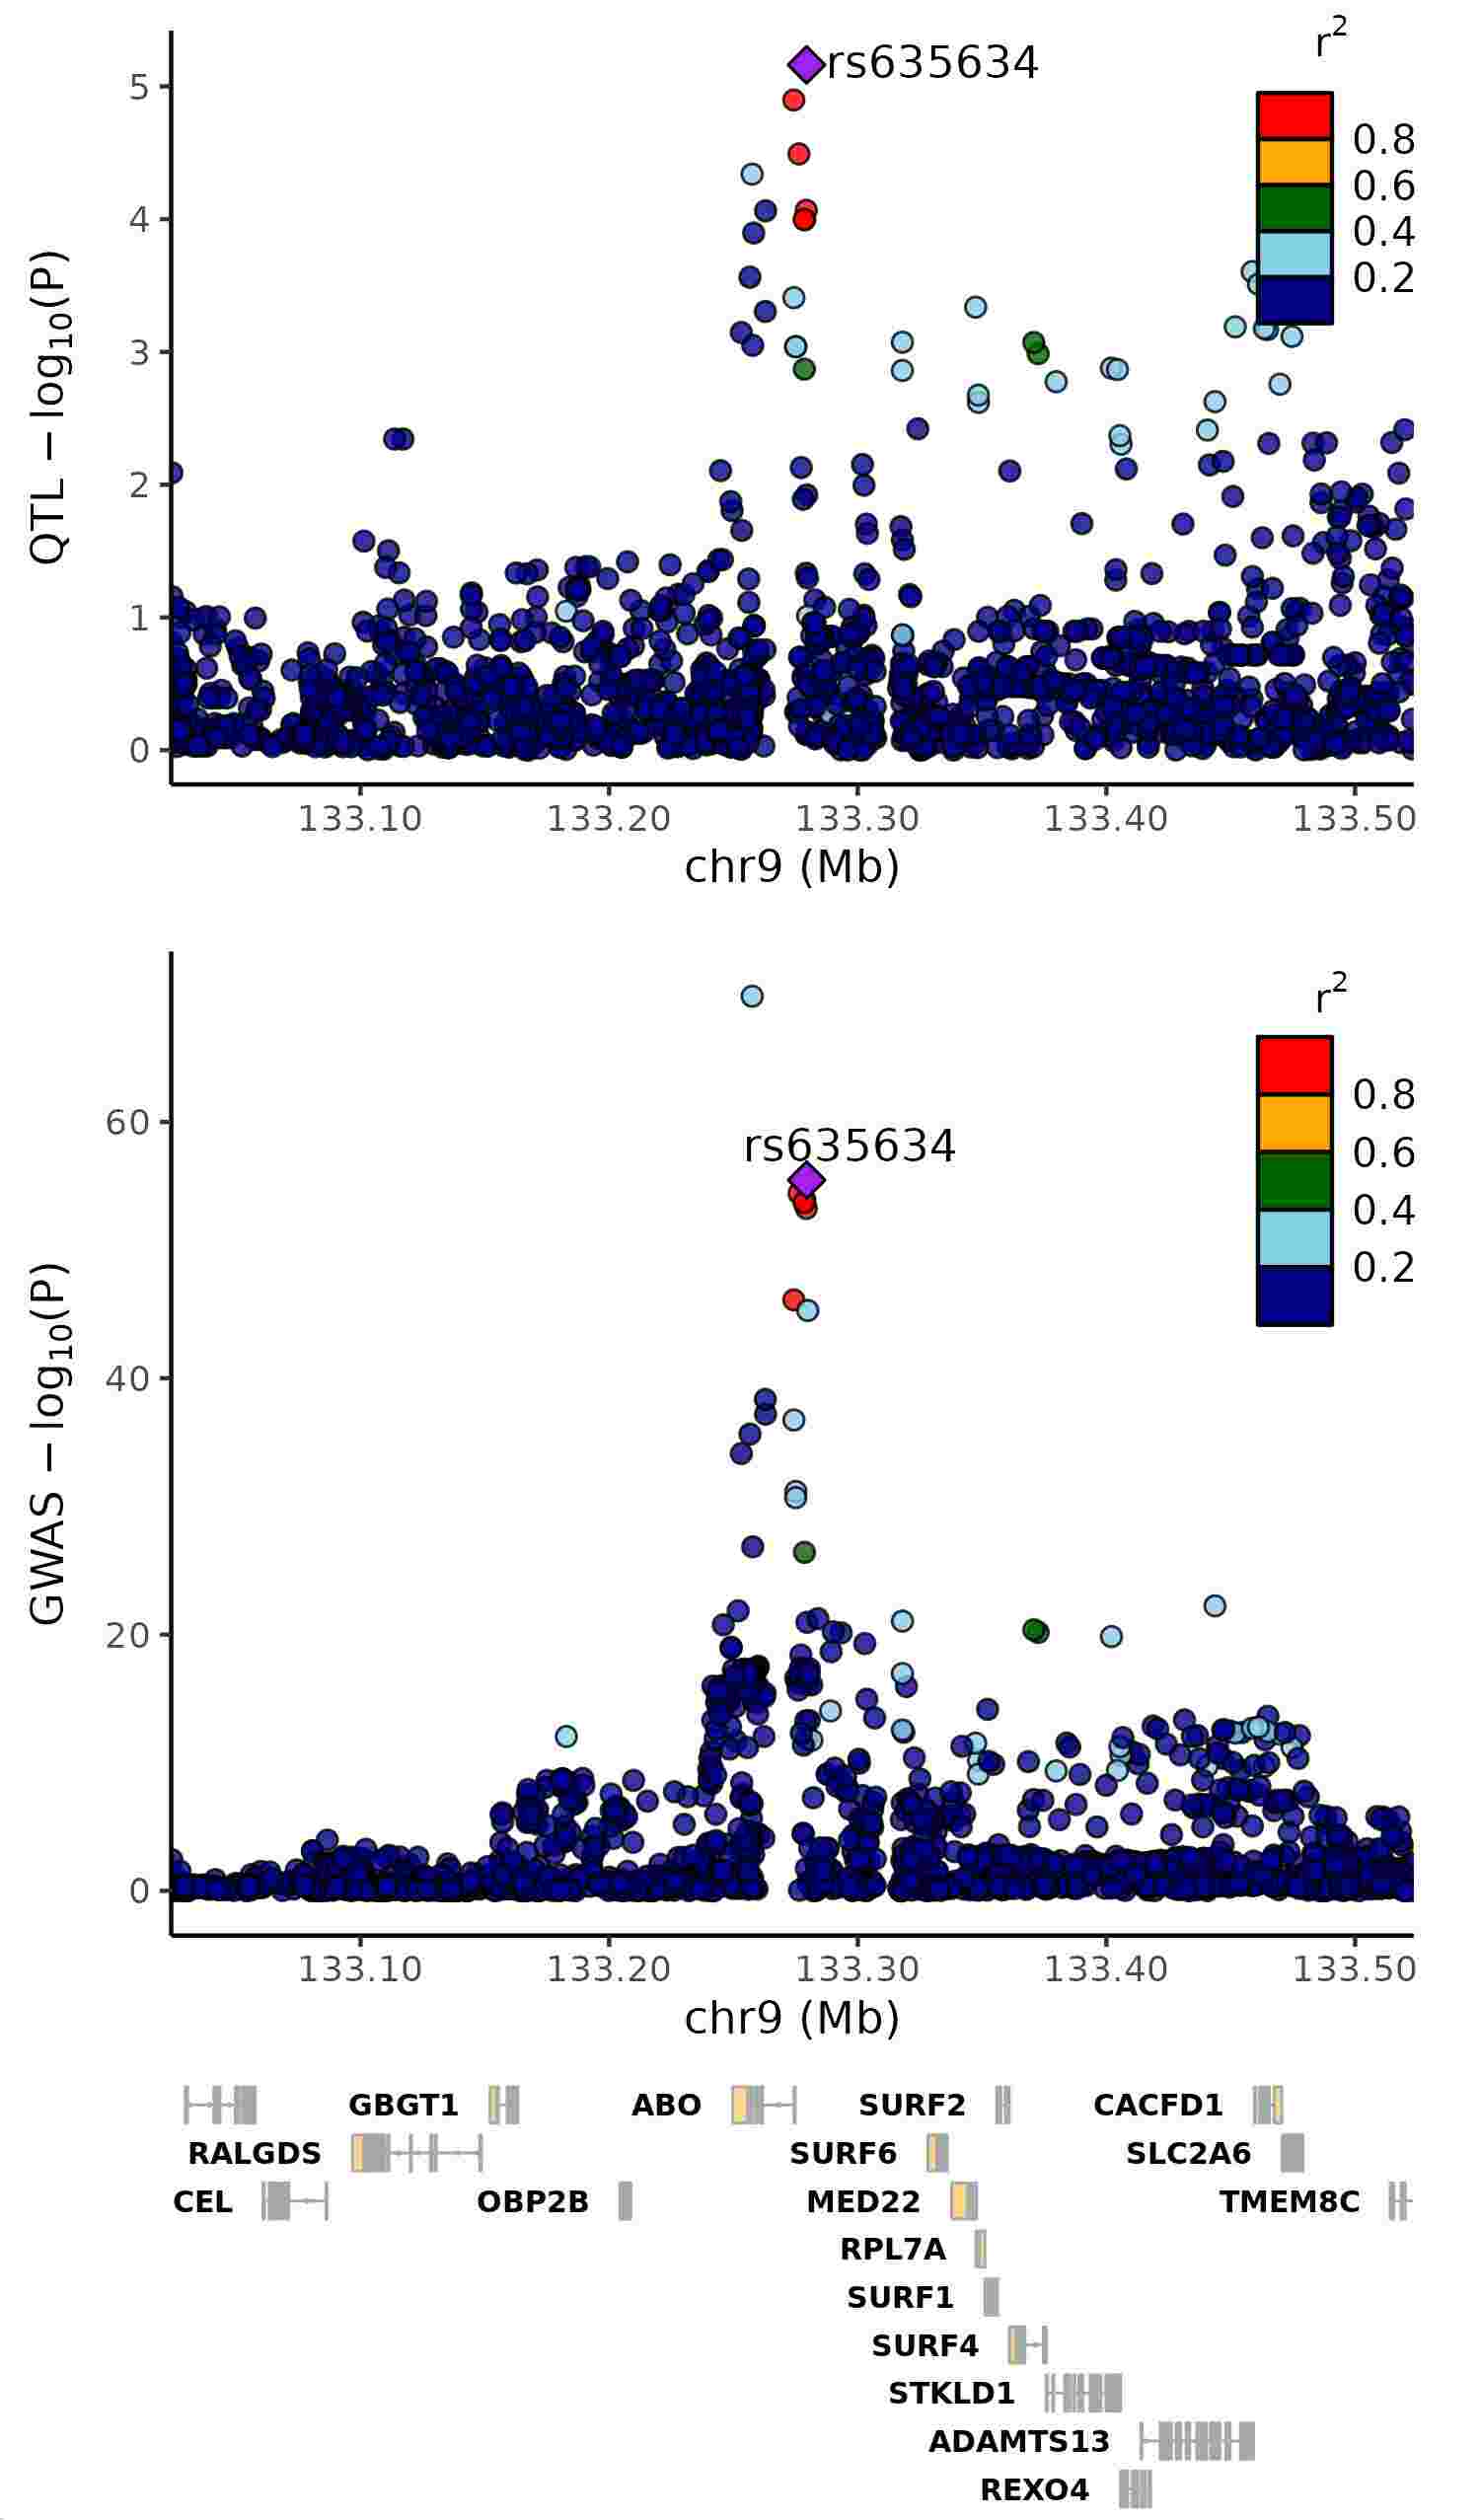 r2
rs635634
5
4
3
2
1
0
0.8
0.6
0.4
0.2
QTL −log10(P)
133.10 133.20 133.30 133.40 133.50
chr9 (Mb)
r2
rs635634
60
40
20
0
0.8
0.6
0.4
0.2
GWAS −log10(P)
133.10 133.20 133.30 133.40 133.50
chr9 (Mb)
GBGT1 ABO SURF2 CACFD1
RALGDS SURF6 SLC2A6
CEL OBP2B MED22 TMEM8C
RPL7A
SURF1
SURF4
STKLD1
ADAMTS13
REXO4